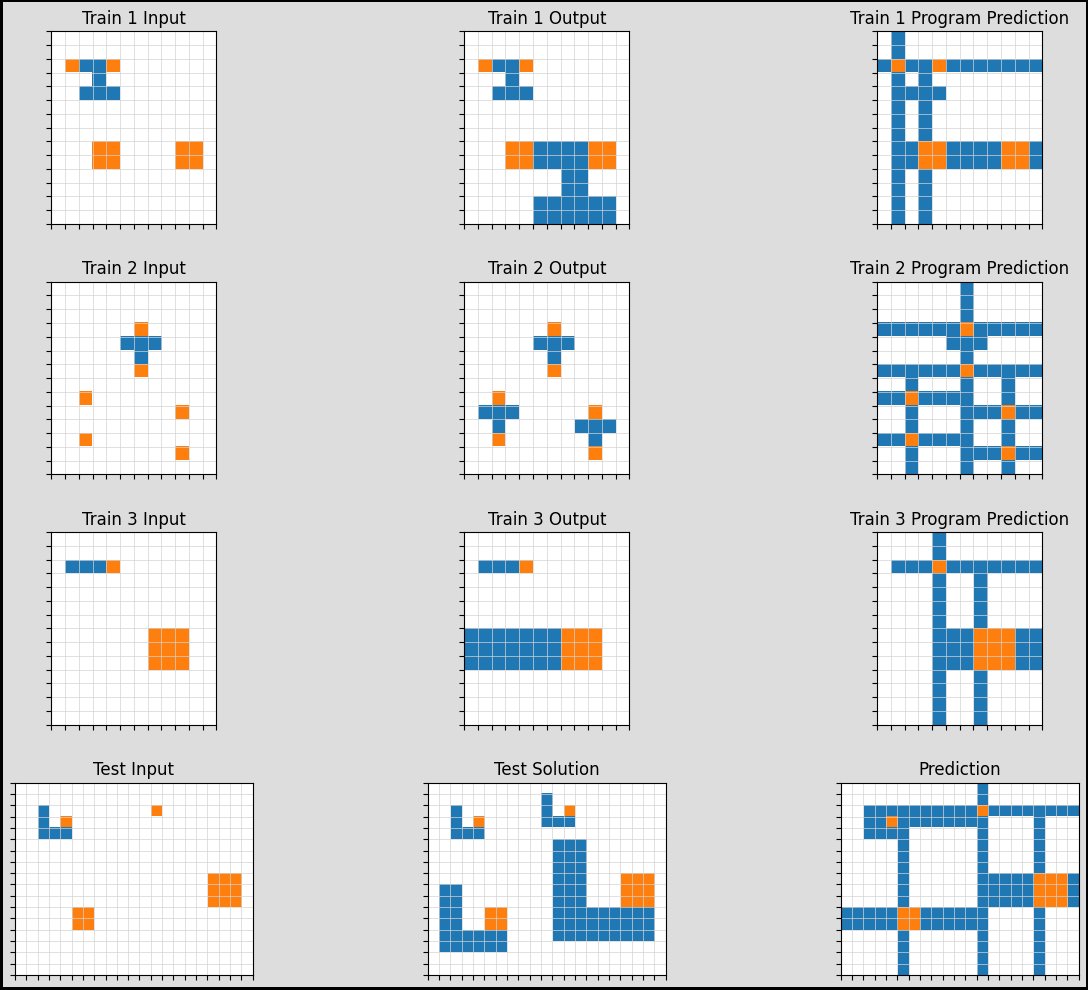 Train 1 Input
Train 1 Output
Train 1 Program Prediction
Train 2 Input
Train 2 Output
Train 2 Program Prediction
Train 3 Input
Train 3 Output
Train 3 Program Prediction
Test Input
Test Solution
Prediction